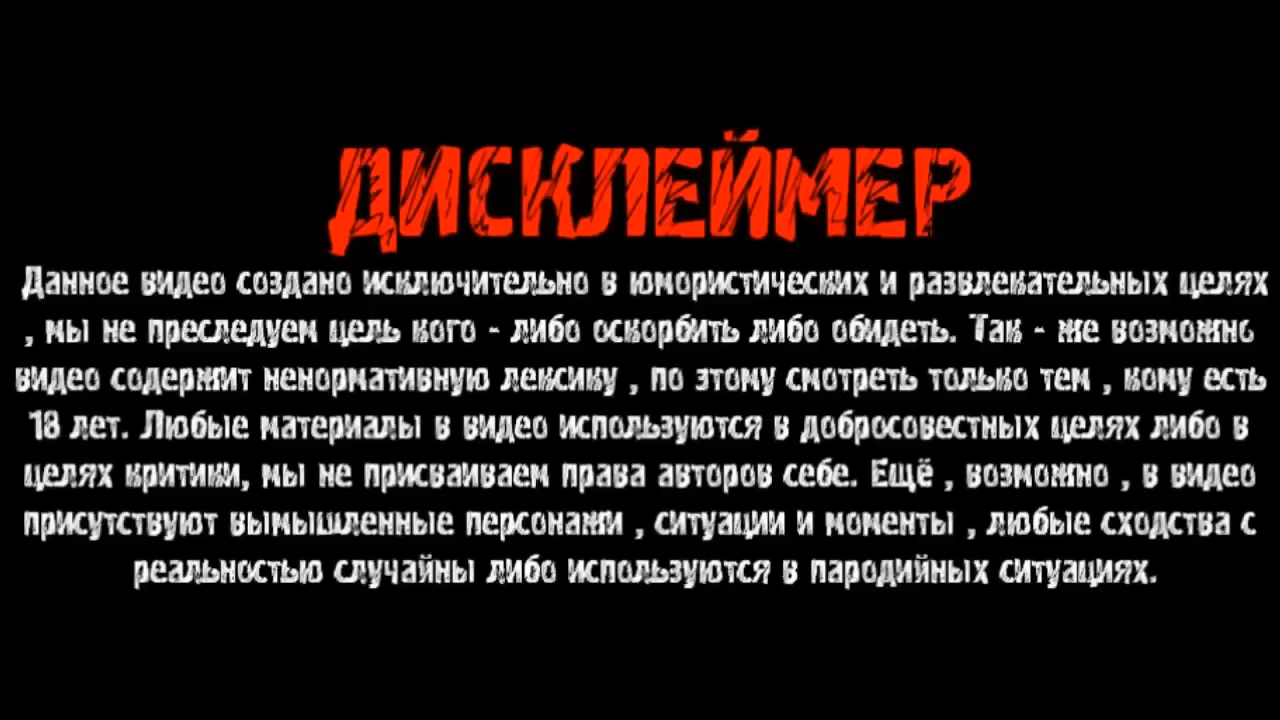 ДИСКЛЕЙМЕР
Данное видео создано исключительно в юмористических и развлекательных целях
, мы не преследуем цель кого - либо оскорбить либо обидеть. Так - же возможно
видео содержит ненормативную лексику , по этому смотреть только тем , кому есть
18 лет. Любые материалы в видео используются в добросовестных целях либо в
целях критики, мы не присваиваем права авторов себе. Ещё , возможно , в видео
присутствуют вымышленные персонажи , ситуации и моменты , любые сходства с
реальностью случайны либо используются в пародийных ситуациях.